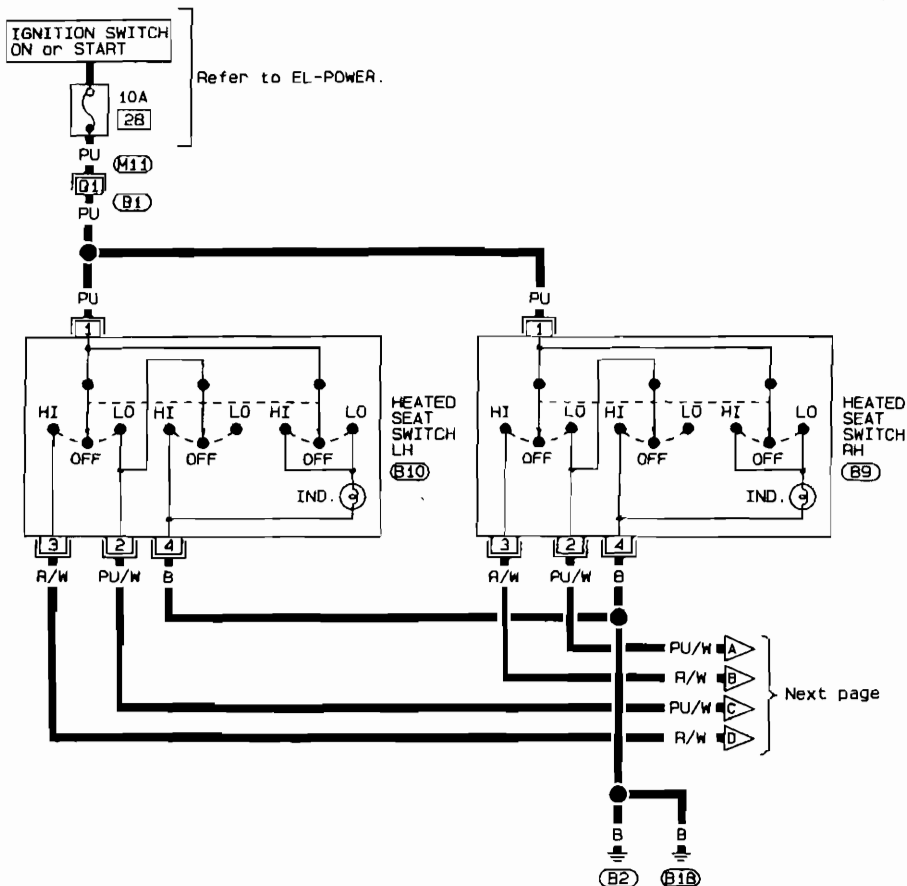 IGNITION SWITCH
ON or START
Refer to EL-POWER.
10A
2B
PU
M11
Q1
B1
PU
PU
PU
1
1
HI
LO
HI
LO
HI
LO
OFF
OFF
OFF
IND.
HEATED
SEAT
SWITCH
LH
B10
HI
LO
HI
LO
HI
LO
OFF
OFF
OFF
IND.
HEATED
SEAT
SWITCH
RH
B9
3
2
4
3
2
4
R/W
PU/W
B
R/W
PU/W
B
PU/W A
R/W B
PU/W C
R/W D
Next page
B
B
B2
B18